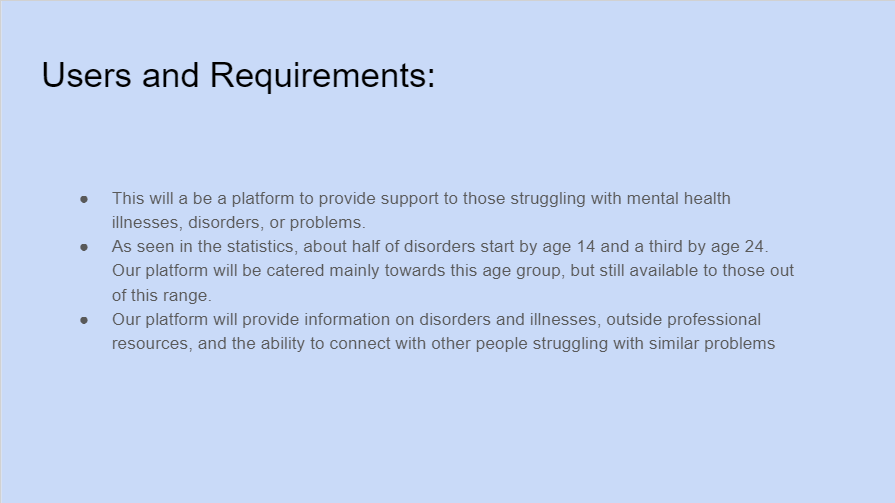 Users and Requirements:
● This will a be a platform to provide support to those struggling with mental health
illnesses, disorders, or problems.
● As seen in the statistics, about half of disorders start by age 14 and a third by age 24.
Our platform will be catered mainly towards this age group, but still available to those out
of this range.
● Our platform will provide information on disorders and illnesses, outside professional
resources, and the ability to connect with other people struggling with similar problems